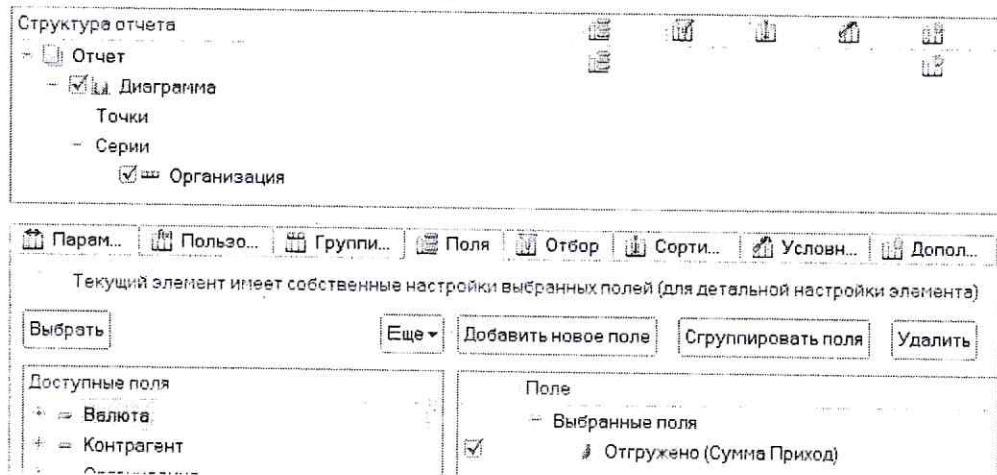 Структура отчета
Отчет
Диаграмма
Точки
Серии
Организация
Парам... Пользо... Группи... Поля Отбор Сорти... Условн... Допол...
Текущий элемент имеет собственные настройки выбранных полей (для детальной настройки элемента)
Выбрать Еще Добавить новое поле Сгруппировать поля Удалить
Доступные поля Поле
Валюта Выбранные поля
Контрагент Отгружено (Сумма Приход)